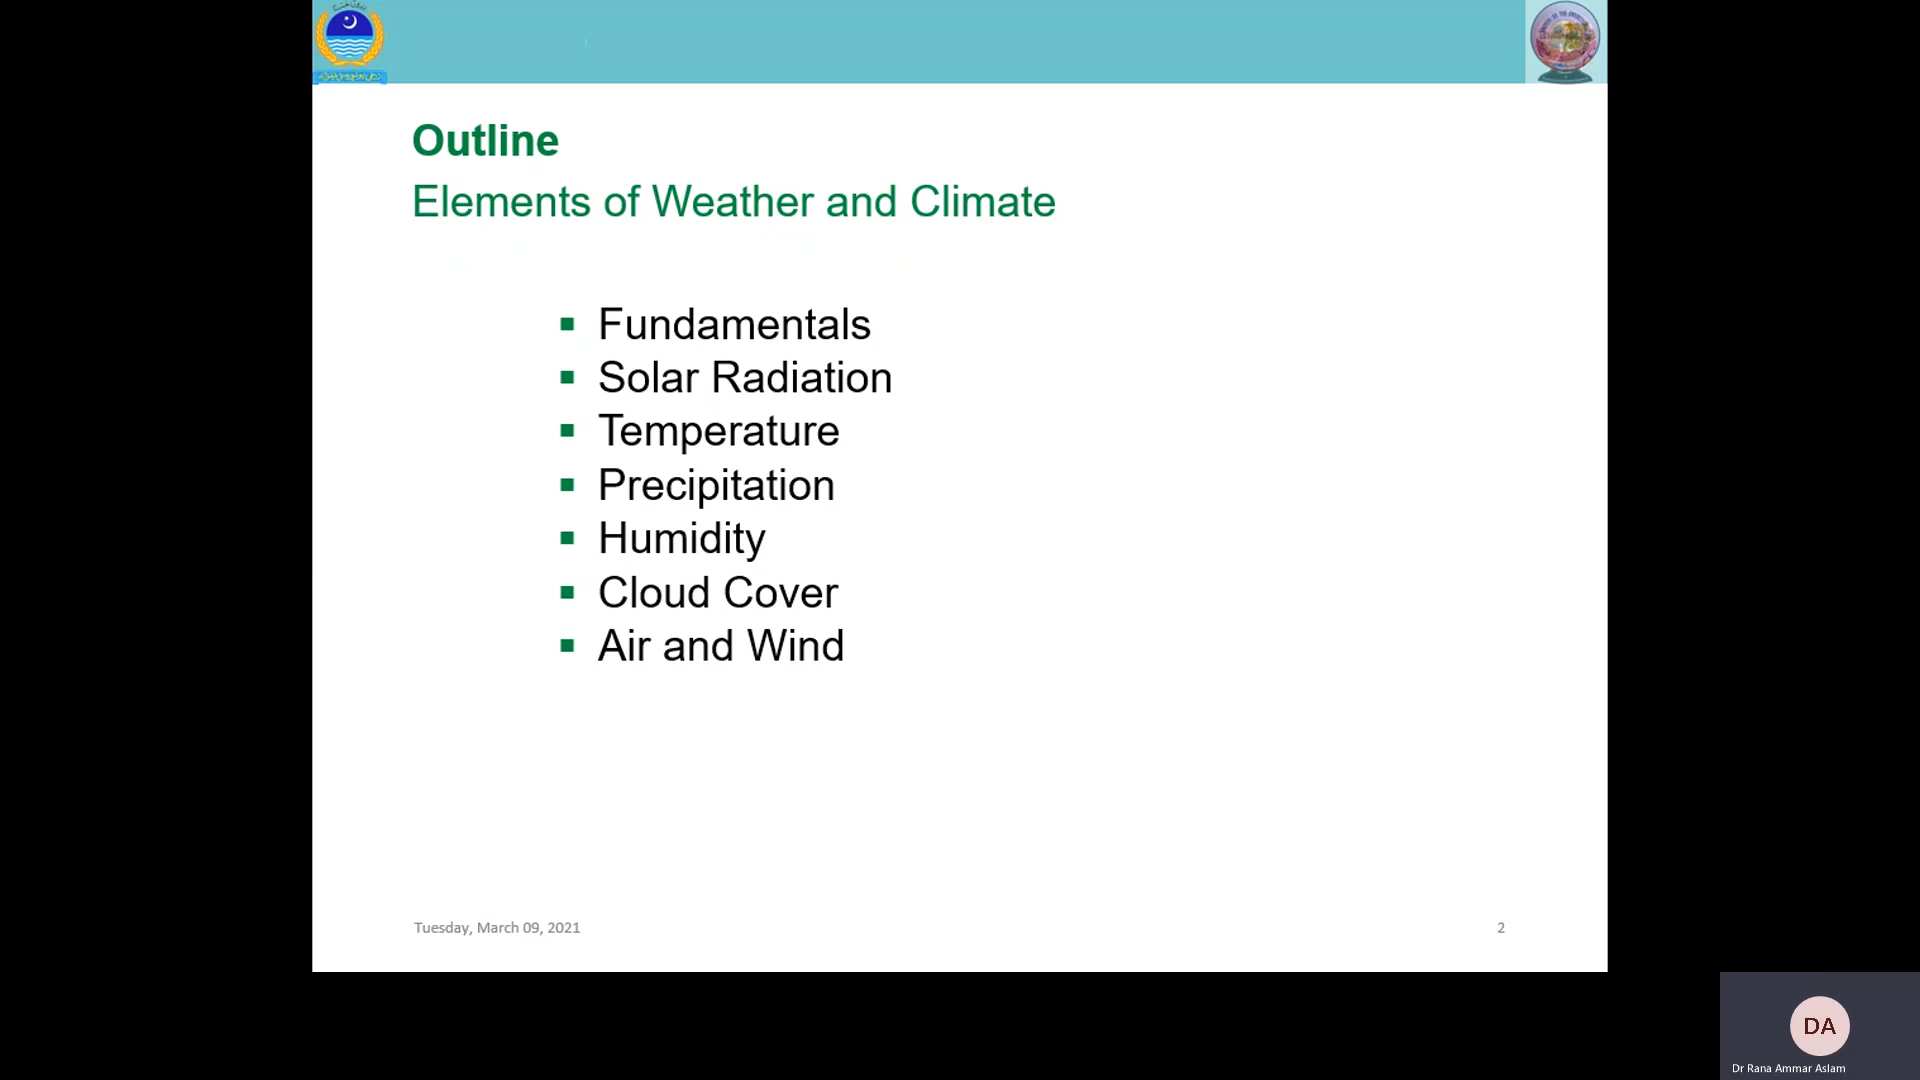 Outline
Elements of Weather and Climate
▪ Fundamentals
▪ Solar Radiation
▪ Temperature
▪ Precipitation
▪ Humidity
▪ Cloud Cover
▪ Air and Wind
Tuesday, March 09, 2021
2
DA
Dr Rana Ammar Aslam